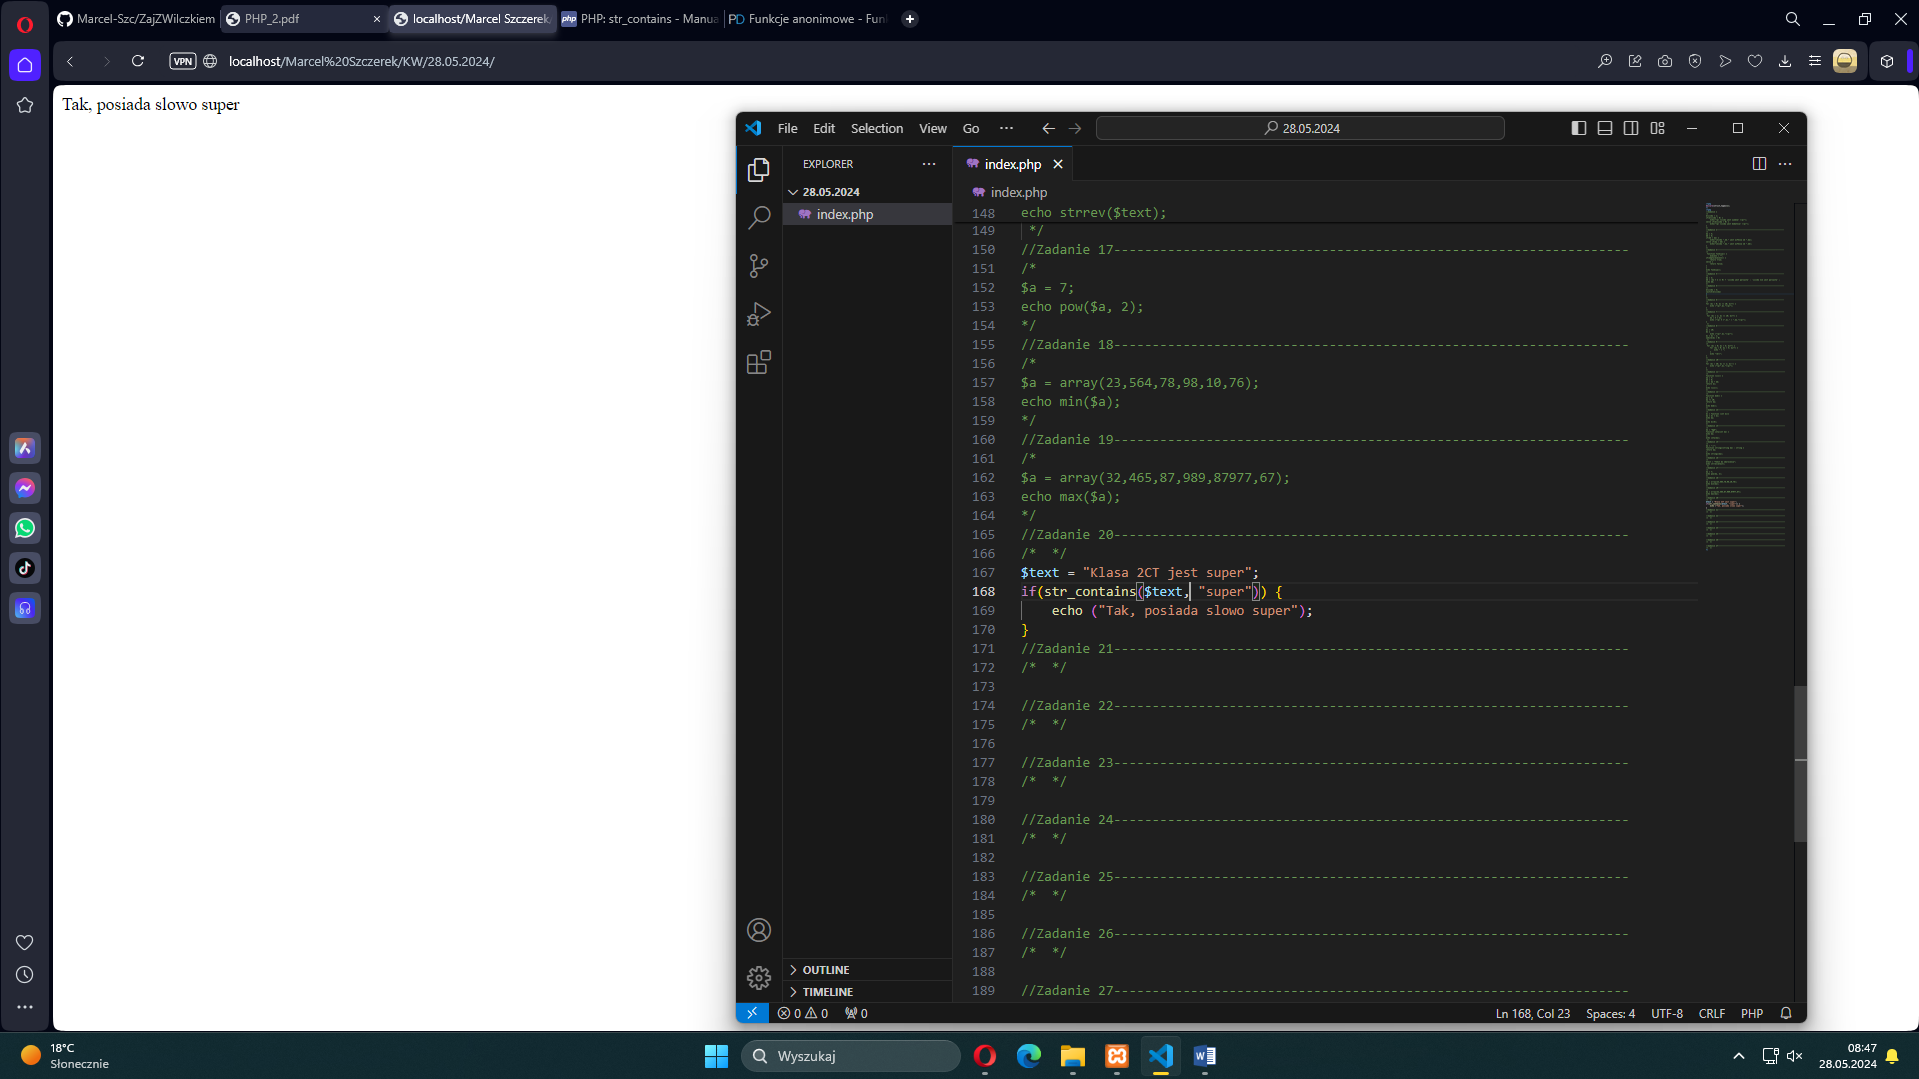 Marcel-Szc/ZajZWilczkiem
PHP_2.pdf
localhost/Marcel Szczerek
PHP: str_contains - Manua
Funkcje anonimowe - Fun
VPN
localhost/Marcel%20Szczerek/KW/28.05.2024/
Tak, posiada slowo super
File Edit Selection View Go
28.05.2024
EXPLORER
28.05.2024
index.php
index.php
index.php
148 echo strrev($text);
149 */
150 //Zadanie 17-------------------------------------------------------------------
151 /*
152 $a = 7;
153 echo pow($a, 2);
154 */
155 //Zadanie 18-------------------------------------------------------------------
156 /*
157 $a = array(23,564,78,98,10,76);
158 echo min($a);
159 */
160 //Zadanie 19-------------------------------------------------------------------
161 /*
162 $a = array(32,465,87,989,87977,67);
163 echo max($a);
164 */
165 //Zadanie 20-------------------------------------------------------------------
166 /*  */
167 $text = "Klasa 2CT jest super";
168 if(str_contains($text, "super")) {
169     echo ("Tak, posiada slowo super");
170 }
171 //Zadanie 21-------------------------------------------------------------------
172 /*  */
173
174 //Zadanie 22-------------------------------------------------------------------
175 /*  */
176
177 //Zadanie 23-------------------------------------------------------------------
178 /*  */
179
180 //Zadanie 24-------------------------------------------------------------------
181 /*  */
182
183 //Zadanie 25-------------------------------------------------------------------
184 /*  */
185
186 //Zadanie 26-------------------------------------------------------------------
187 /*  */
188
189 //Zadanie 27-------------------------------------------------------------------
OUTLINE
TIMELINE
0 0 0
Ln 168, Col 23 Spaces: 4 UTF-8 CRLF PHP
18°C
Słonecznie
Wyszukaj
08:47
28.05.2024